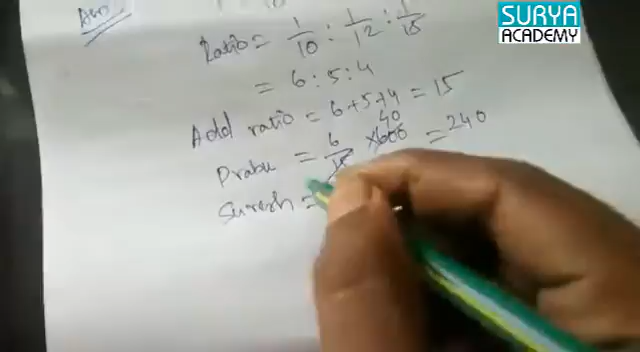 SURYA
ACADEMY
Ans
Ratio = 1/10 : 1/12 : 1/15
= 6 : 5 : 4
Add ratio = 6+5+4 = 15
Prabu = 6/15 × 600 40 = 240
Suresh =